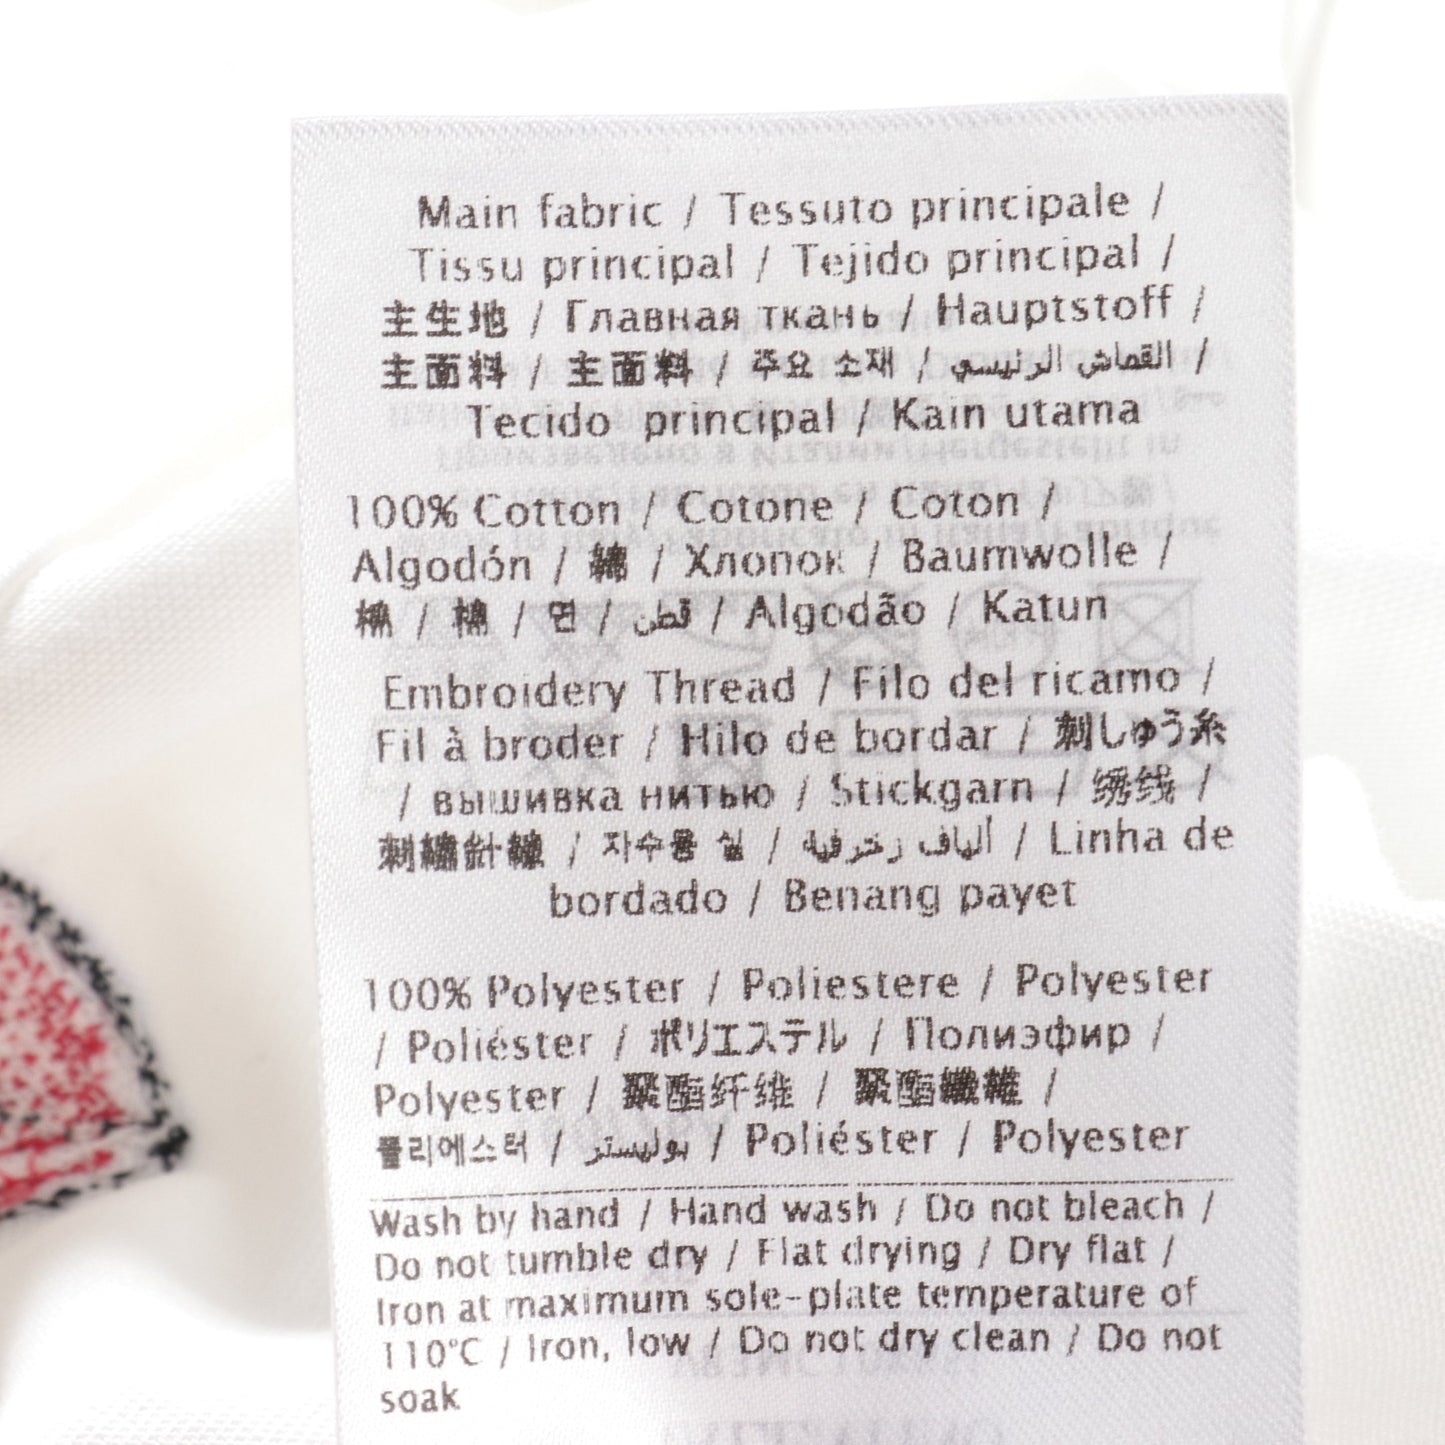 Main fabric / Tessuto principale /
Tissu principal / Tejido principal /
主生地 / Главная ткань / Hauptstoff /
主面料 / 主面料 / 주요 소재 / القماش الرئيسي /
Tecido principal / Kain utama
100% Cotton / Cotone / Coton /
Algodón / 綿 / Хлопок / Baumwolle /
棉 / 棉 / 면 / قطن / Algodão / Katun
Embroidery Thread / Filo del ricamo /
Fil à broder / Hilo de bordar / 刺しゅう糸
/ вышивка нитью / Stickgarn / 绣线 /
刺繡針線 / 자수용 실 / ألياف زخرفية / Linha de
bordado / Benang payet
100% Polyester / Poliestere / Polyester
/ Poliéster / ポリエステル / Полиэфир /
Polyester / 聚酯纤维 / 聚酯纖維 /
폴리에스터 / بوليستر / Poliéster / Polyester
Wash by hand / Hand wash / Do not bleach /
Do not tumble dry / Flat drying / Dry flat /
Iron at maximum sole-plate temperature of
110°C / Iron, low / Do not dry clean / Do not
soak